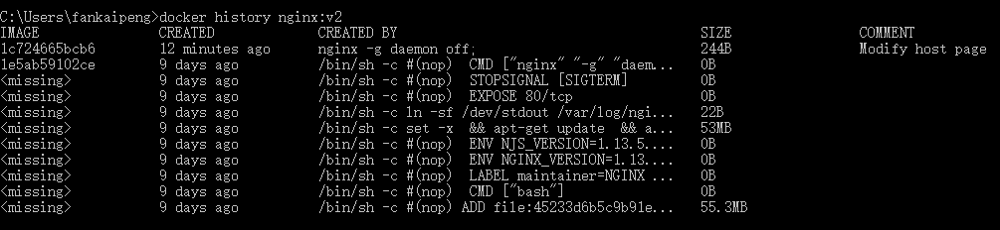 C:\Users\fankaipeng>docker history nginx:v2
IMAGE CREATED CREATED BY SIZE COMMENT
1c724665bcb6 12 minutes ago nginx -g daemon off; 244B Modify host page
1e5ab59102ce 9 days ago /bin/sh -c #(nop) CMD ["nginx" "-g" "daem... 0B
<missing> 9 days ago /bin/sh -c #(nop) STOPSIGNAL [SIGTERM] 0B
<missing> 9 days ago /bin/sh -c #(nop) EXPOSE 80/tcp 0B
<missing> 9 days ago /bin/sh -c ln -sf /dev/stdout /var/log/ngi... 22B
<missing> 9 days ago /bin/sh -c set -x && apt-get update && a... 53MB
<missing> 9 days ago /bin/sh -c #(nop) ENV NJS_VERSION=1.13.5.... 0B
<missing> 9 days ago /bin/sh -c #(nop) ENV NGINX_VERSION=1.13.... 0B
<missing> 9 days ago /bin/sh -c #(nop) LABEL maintainer=NGINX ... 0B
<missing> 9 days ago /bin/sh -c #(nop) CMD ["bash"] 0B
<missing> 9 days ago /bin/sh -c #(nop) ADD file:45233d6b5c9b91e... 55.3MB